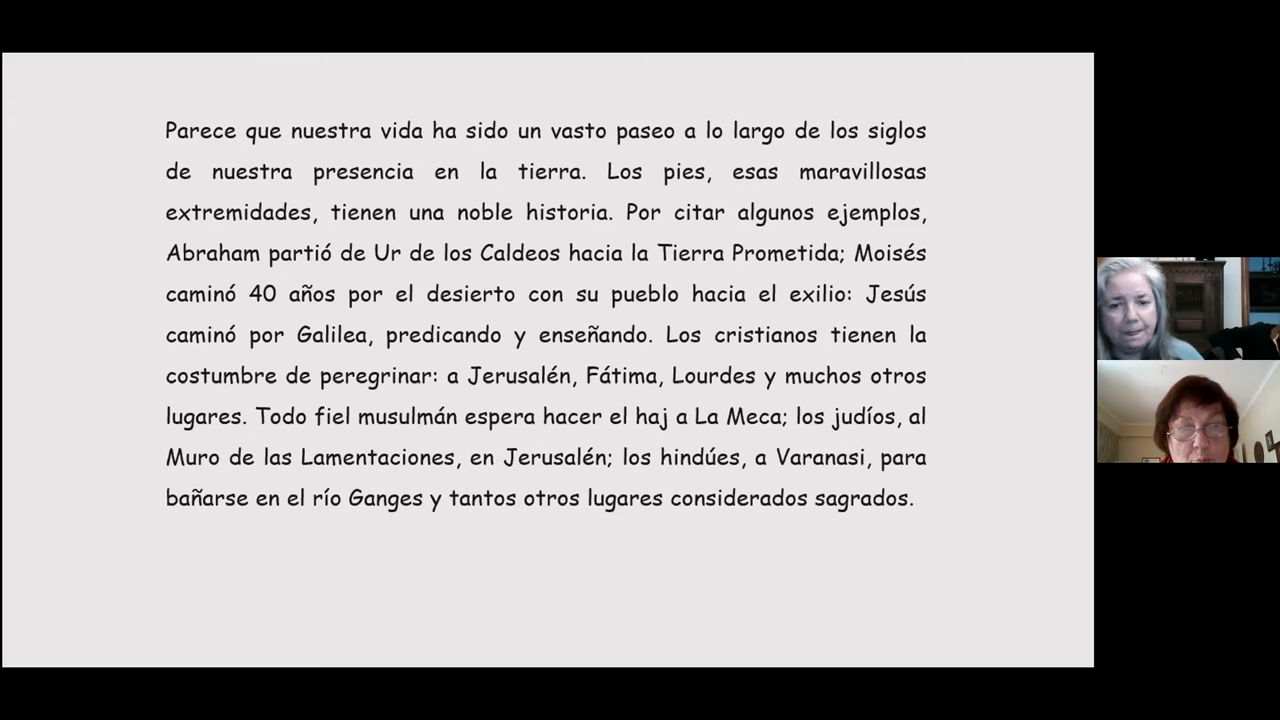 Parece que nuestra vida ha sido un vasto paseo a lo largo de los siglos
de nuestra presencia en la tierra. Los pies, esas maravillosas
extremidades, tienen una noble historia. Por citar algunos ejemplos,
Abraham partió de Ur de los Caldeos hacia la Tierra Prometida; Moisés
caminó 40 años por el desierto con su pueblo hacia el exilio: Jesús
caminó por Galilea, predicando y enseñando. Los cristianos tienen la
costumbre de peregrinar: a Jerusalén, Fátima, Lourdes y muchos otros
lugares. Todo fiel musulmán espera hacer el haj a La Meca; los judíos, al
Muro de las Lamentaciones, en Jerusalén; los hindúes, a Varanasi, para
bañarse en el río Ganges y tantos otros lugares considerados sagrados.